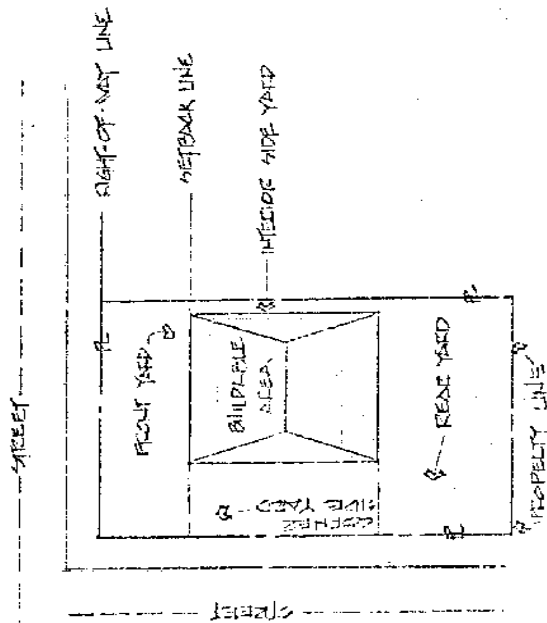 STREET
RIGHT-OF-WAY LINE
SETBACK LINE
INTERIOR SIDE YARD
FRONT YARD
BUILDABLE
AREA
CORNER
SIDE YARD
REAR YARD
PROPERTY LINE
STREET